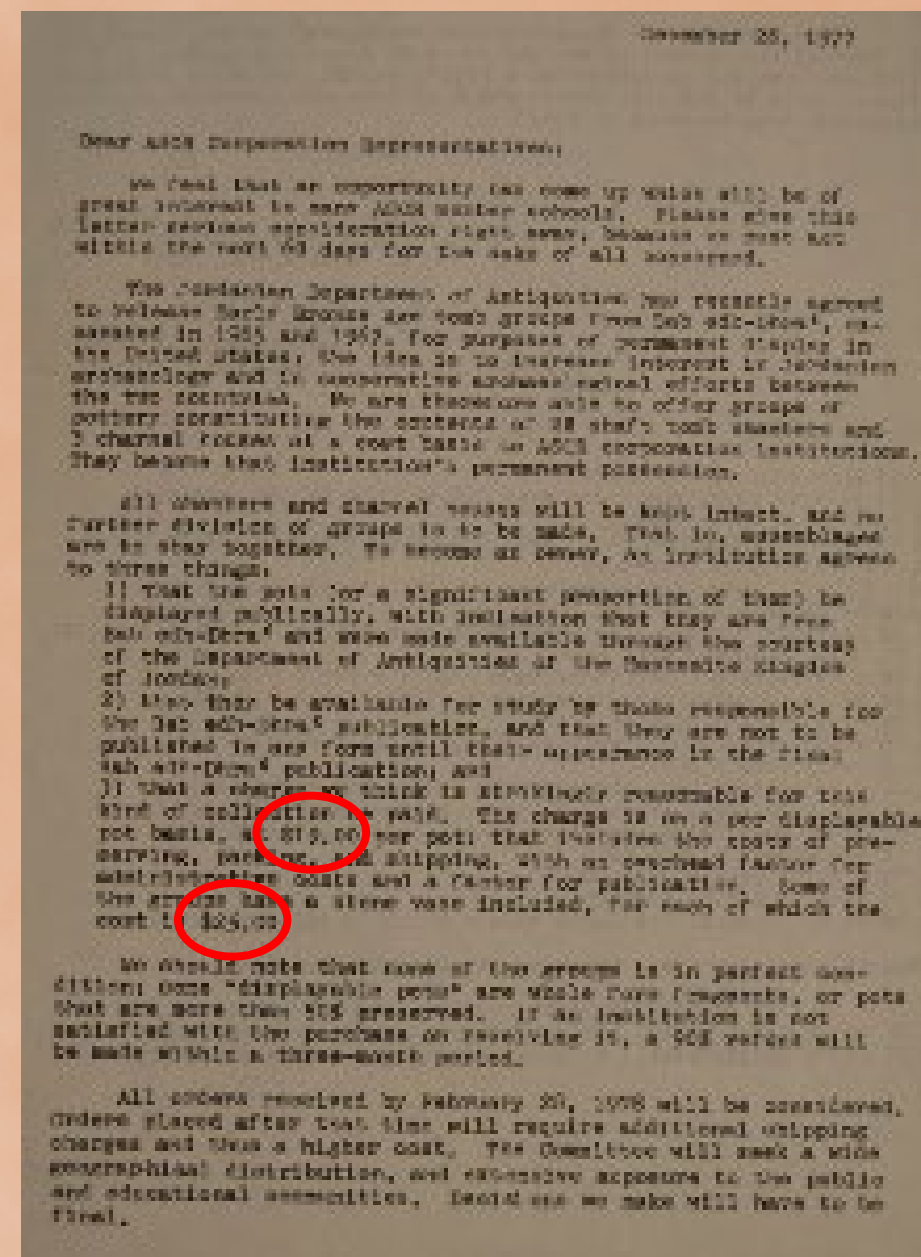 28, 1977
Dear Corporation Representatives,
We feel that an opportunity has come up which will be of
great interest to many ASOR member schools. Please give this
letter serious consideration right away, because we must act
within the next 60 days for the sake of all concerned.
The Jordanian Department of Antiquities has recently agreed
to release Early Bronze Age tomb groups from Bab edh-Dhra', ex-
cavated in 1965 and 1967, for purposes of permanent display in
the United States; the idea is to increase interest in Jordanian
archaeology and in cooperative archaeological efforts between
the two countries. We are therefore able to offer groups of
pottery constituting the contents of shaft tomb chambers and
3 charnel houses at a cost basis to ASOR corporation institutions.
They become that institution's permanent possession.
All chambers and charnel houses will be kept intact, and no
further division of groups is to be made. That is, assemblages
are to stay together. To become an owner, an institution agrees
to three things:
1) That the pots (or a significant proportion of them) be
displayed publically, with indication that they are from
Bab edh-Dhra' and were made available through the courtesy
of the Department of Antiquities of the Hashemite Kingdom
of Jordan;
2) That they be available for study by those responsible for
the Bab edh-Dhra' publication, and that they are not to be
published in any form until their appearance in the final
Bab edh-Dhra' publication; and
3) That a charge we think is reasonable for this
kind of collection be paid. The charge is on a per displayable
pot basis, at per pot; that includes the costs of pre-
serving, packing, and shipping, with an overhead factor for
administrative costs and a factor for publication. Some of
the groups have a stone vase included, for each of which the
cost is $25.00
We should note that none of the groups is in perfect con-
dition; some "displayable pots" are whole form fragments, or pots
that are more than 50% preserved. If an institution is not
satisfied with the purchase on receiving it, a 90% refund will
be made within a three-month period.
All orders received by February 28, 1978 will be considered.
Orders placed after that time will require additional shipping
charges and thus a higher cost. The Committee will seek a wide
geographical distribution, and extensive exposure to the public
and educational communities. Decisions we make will have to be
final.